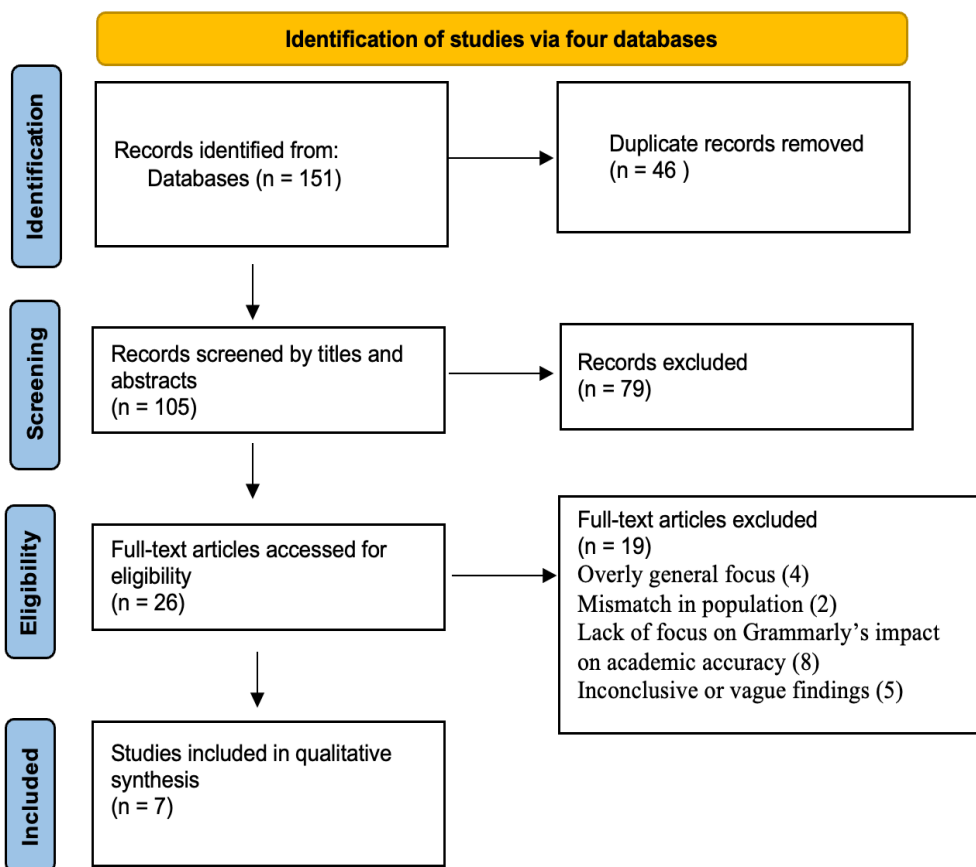 Identification of studies via four databases
Identification
Records identified from:
Databases (n = 151)
Duplicate records removed
(n = 46 )
Screening
Records screened by titles and
abstracts
(n = 105)
Records excluded
(n = 79)
Eligibility
Full-text articles accessed for
eligibility
(n = 26)
Full-text articles excluded
(n = 19)
Overly general focus (4)
Mismatch in population (2)
Lack of focus on Grammarly’s impact
on academic accuracy (8)
Inconclusive or vague findings (5)
Included
Studies included in qualitative
synthesis
(n = 7)